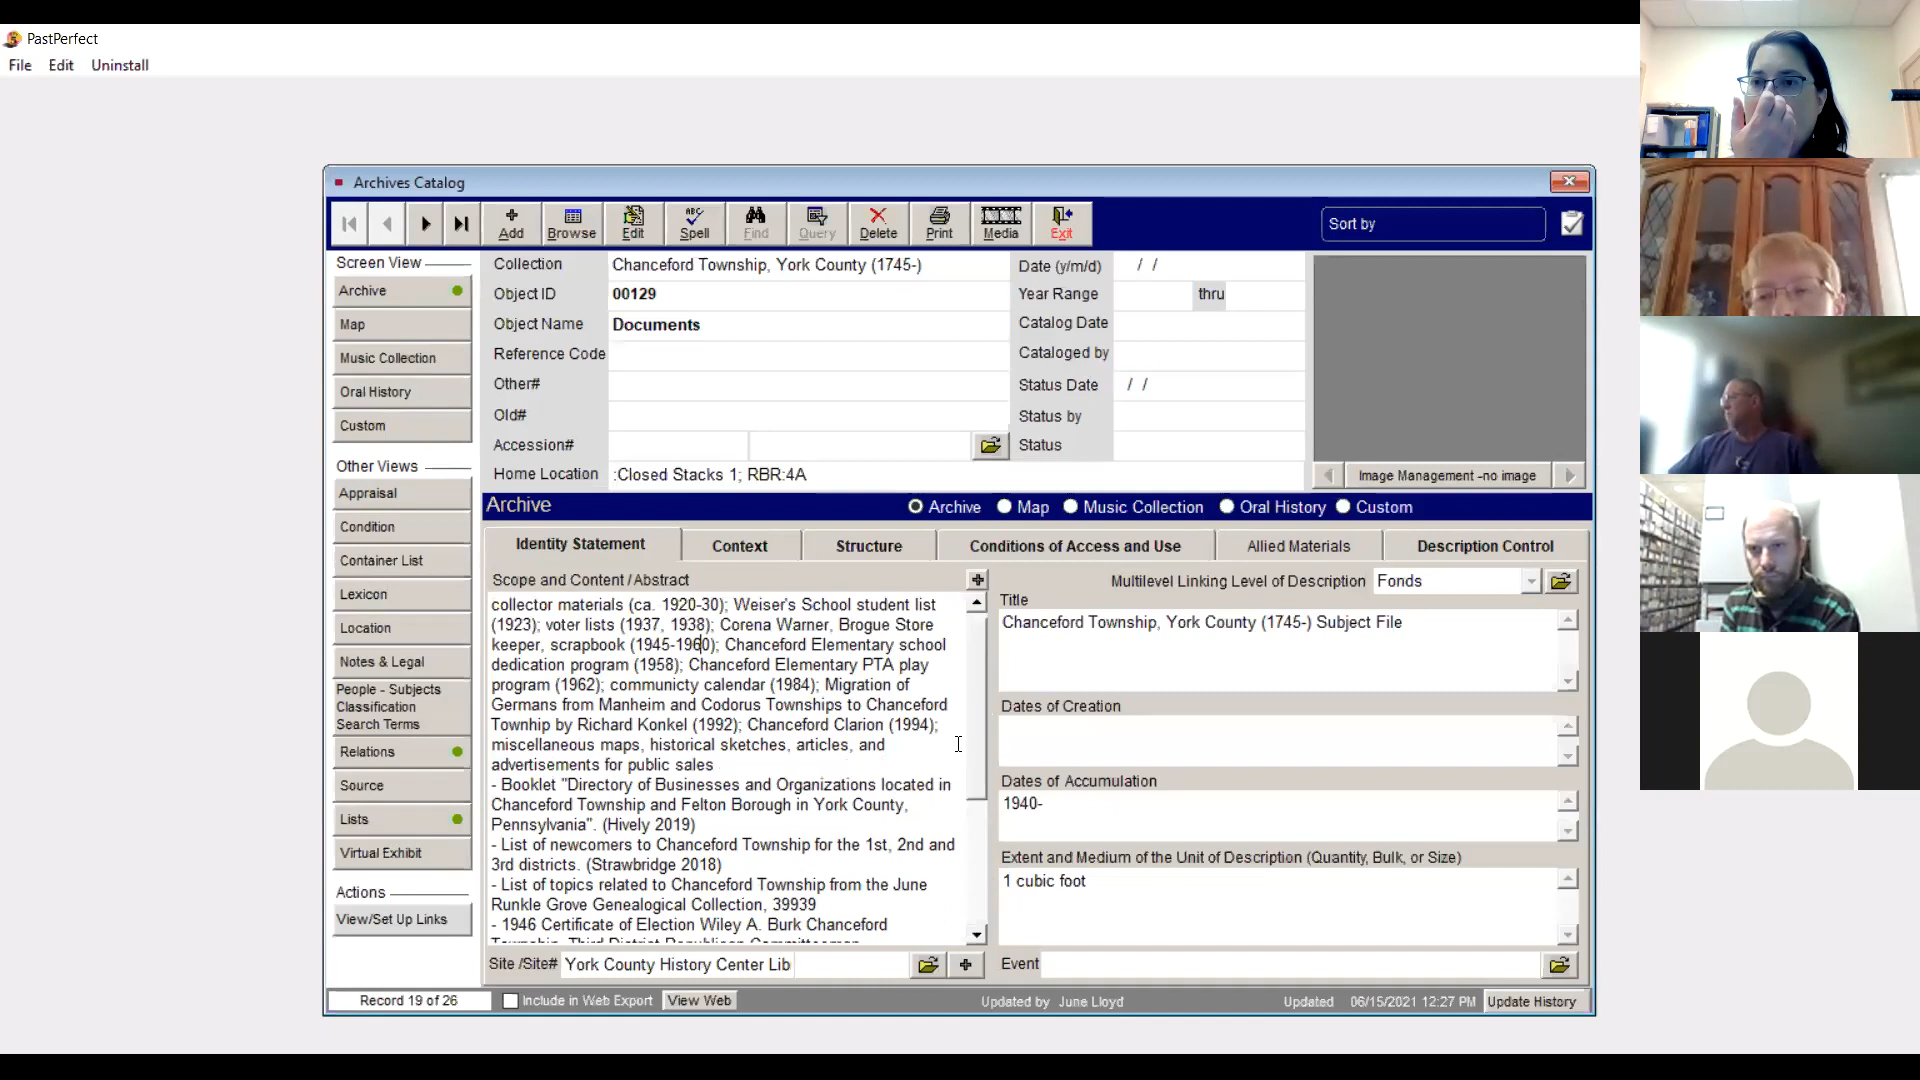 PastPerfect
File Edit Uninstall
Archives Catalog
Add Browse Edit Spell Find Query Delete Print Media Exit
Sort by
Screen View
Archive
Map
Music Collection
Oral History
Custom
Other Views
Appraisal
Condition
Container List
Lexicon
Location
Notes & Legal
People - Subjects
Classification
Search Terms
Relations
Source
Lists
Virtual Exhibit
Actions
View/Set Up Links
Collection Chanceford Township, York County (1745-)
Object ID 00129
Object Name Documents
Reference Code
Other#
Old#
Accession#
Home Location :Closed Stacks 1; RBR:4A
Date (y/m/d) / /
Year Range thru
Catalog Date
Cataloged by
Status Date / /
Status by
Status
Image Management -no image
Archive Archive Map Music Collection Oral History Custom
Identity Statement Context Structure Conditions of Access and Use Allied Materials Description Control
Scope and Content / Abstract
collector materials (ca. 1920-30); Weiser's School student list
(1923); voter lists (1937, 1938); Corena Warner, Brogue Store
keeper, scrapbook (1945-1960); Chanceford Elementary school
dedication program (1958); Chanceford Elementary PTA play
program (1962); communicty calendar (1984); Migration of
Germans from Manheim and Codorus Townships to Chanceford
Townhip by Richard Konkel (1992); Chanceford Clarion (1994);
miscellaneous maps, historical sketches, articles, and
advertisements for public sales
- Booklet "Directory of Businesses and Organizations located in
Chanceford Township and Felton Borough in York County,
Pennsylvania". (Hively 2019)
- List of newcomers to Chanceford Township for the 1st, 2nd and
3rd districts. (Strawbridge 2018)
- List of topics related to Chanceford Township from the June
Runkle Grove Genealogical Collection, 39939
- 1946 Certificate of Election Wiley A. Burk Chanceford
Township, Third District Republican Committeeman
Site /Site# York County History Center Lib
Multilevel Linking Level of Description Fonds
Title
Chanceford Township, York County (1745-) Subject File
Dates of Creation
Dates of Accumulation
1940-
Extent and Medium of the Unit of Description (Quantity, Bulk, or Size)
1 cubic foot
Event
Record 19 of 26 Include in Web Export View Web Updated by June Lloyd Updated 06/15/2021 12:27 PM Update History